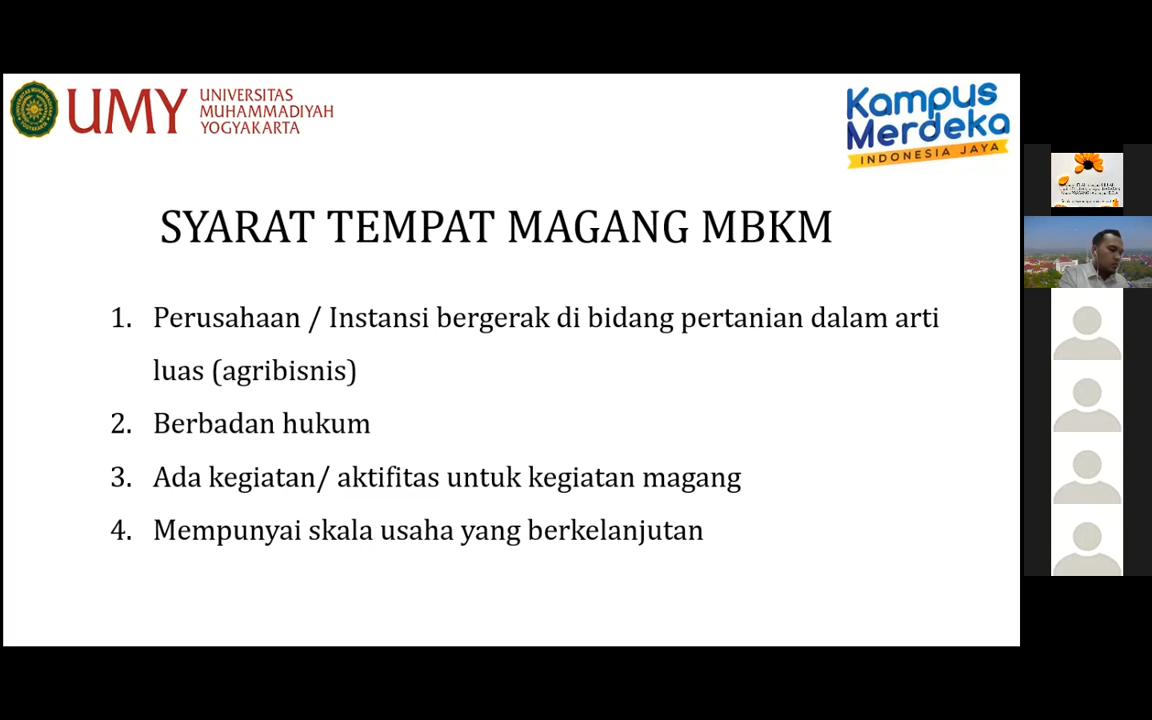 UMY
UNIVERSITAS
MUHAMMADIYAH
YOGYAKARTA
Kampus
Merdeka
INDONESIA JAYA
SYARAT TEMPAT MAGANG MBKM
1. Perusahaan / Instansi bergerak di bidang pertanian dalam arti
luas (agribisnis)
2. Berbadan hukum
3. Ada kegiatan/ aktifitas untuk kegiatan magang
4. Mempunyai skala usaha yang berkelanjutan